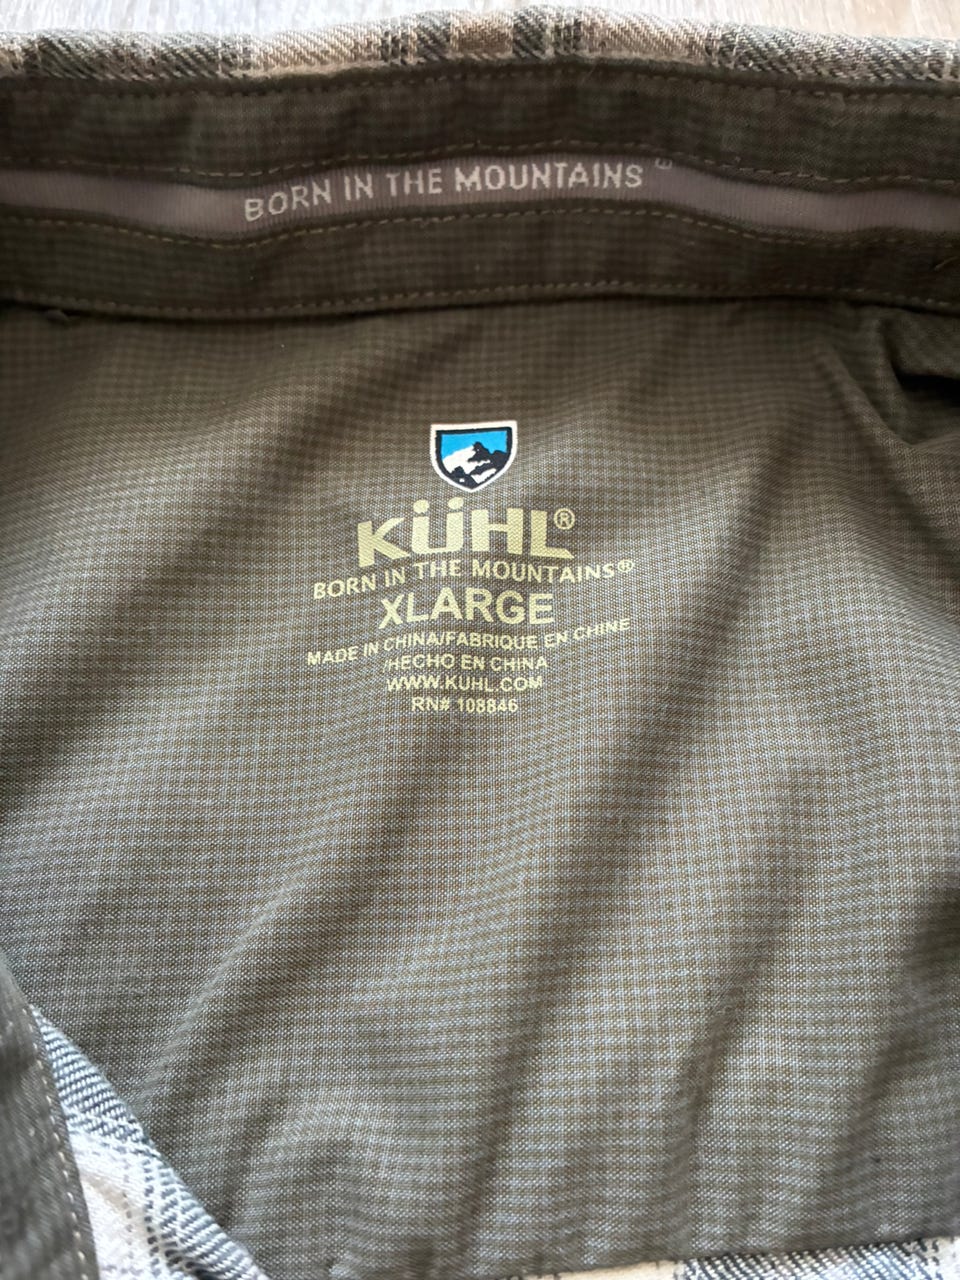 BORN IN THE MOUNTAINS
KÜHL®
BORN IN THE MOUNTAINS®
XLARGE
MADE IN CHINA/FABRIQUE EN CHINE
/HECHO EN CHINA
WWW.KUHL.COM
RN# 108846